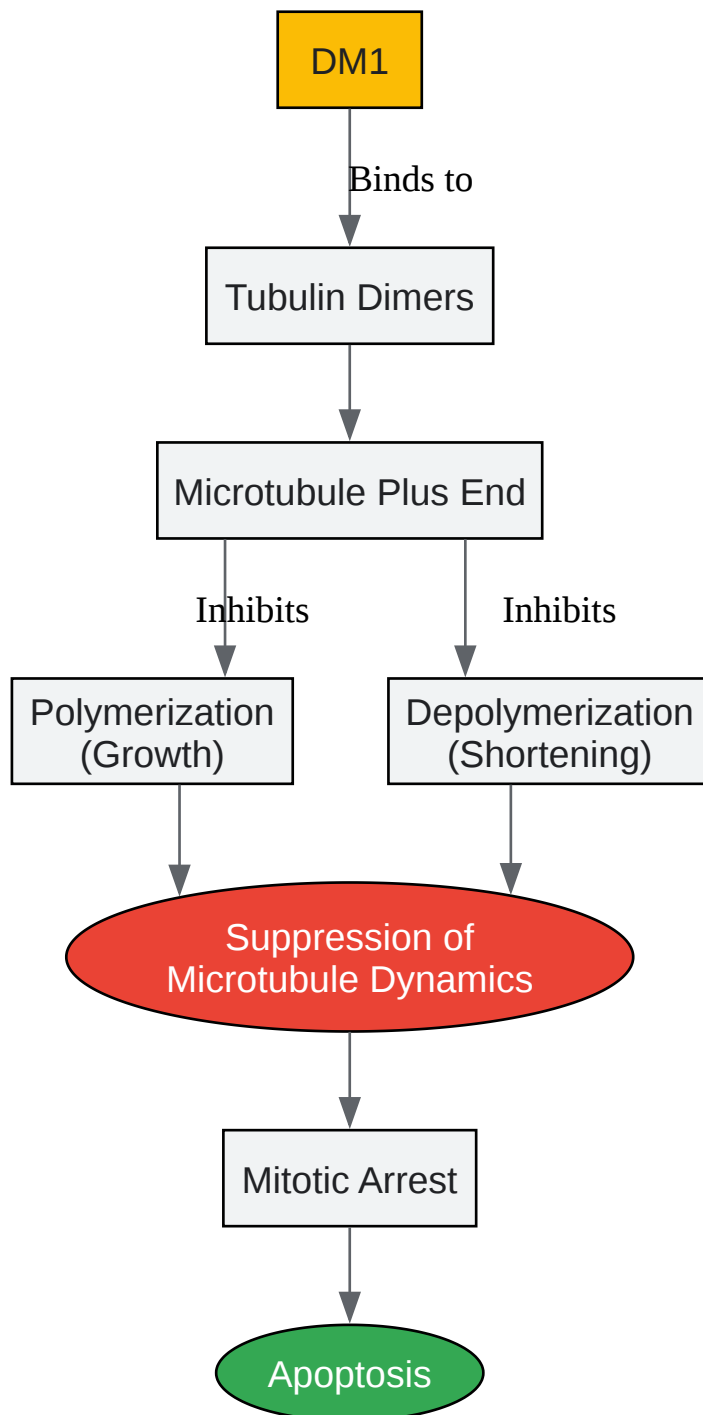 DM1
Binds to
Tubulin Dimers
Microtubule Plus End
Inhibits
Inhibits
Polymerization
(Growth)
Depolymerization
(Shortening)
Suppression of
Microtubule Dynamics
Mitotic Arrest
Apoptosis